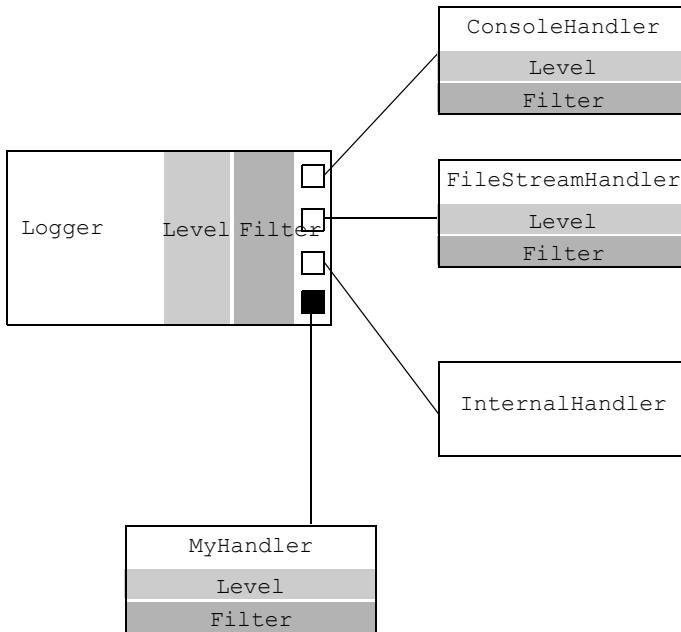 ConsoleHandler
Level
Filter
FileStreamHandler
Level
Filter
Logger
Level
Filter
InternalHandler
MyHandler
Level
Filter